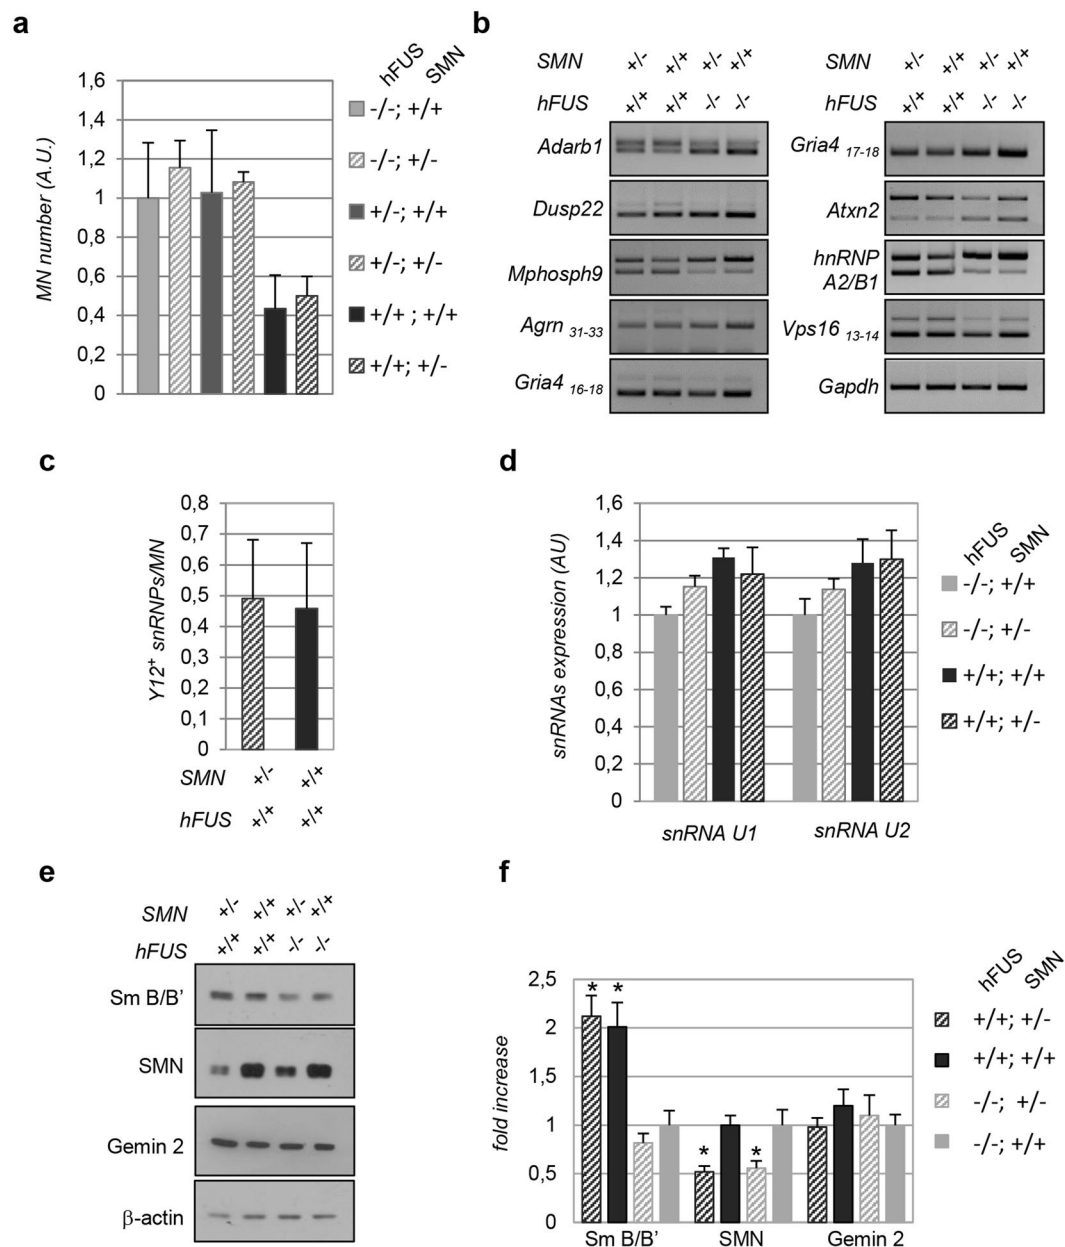 a
hFUS SMN
1,6
1,4
1,2
1
0,8
0,6
0,4
0,2
0
MN number (A.U.)
-/-; +/+
-/-; +/-
+/-; +/+
+/-; +/-
+/+ ; +/+
+/+; +/-
b
SMN +/- +/+ +/- +/+
hFUS +/+ +/+ -/- -/-
Adarb1
Dusp22
Mphosph9
Agrn 31-33
Gria4 16-18
SMN +/- +/+ +/- +/+
hFUS +/+ +/+ -/- -/-
Gria4 17-18
Atxn2
hnRNP
A2/B1
Vps16 13-14
Gapdh
c
0,8
0,7
0,6
0,5
0,4
0,3
0,2
0,1
0
Y12+ snRNPs/MN
SMN +/- +/+
hFUS +/+ +/+
d
1,6
1,4
1,2
1
0,8
0,6
0,4
0,2
0
snRNAs expression (AU)
snRNA U1 snRNA U2
hFUS SMN
-/-; +/+
-/-; +/-
+/+; +/+
+/+; +/-
e
SMN +/- +/+ +/- +/+
hFUS +/+ +/+ -/- -/-
Sm B/B'
SMN
Gemin 2
β-actin
f
2,5
2
1,5
1
0,5
0
fold increase
* *
* *
Sm B/B' SMN Gemin 2
hFUS SMN
+/+; +/-
+/+; +/+
-/-; +/-
-/-; +/+